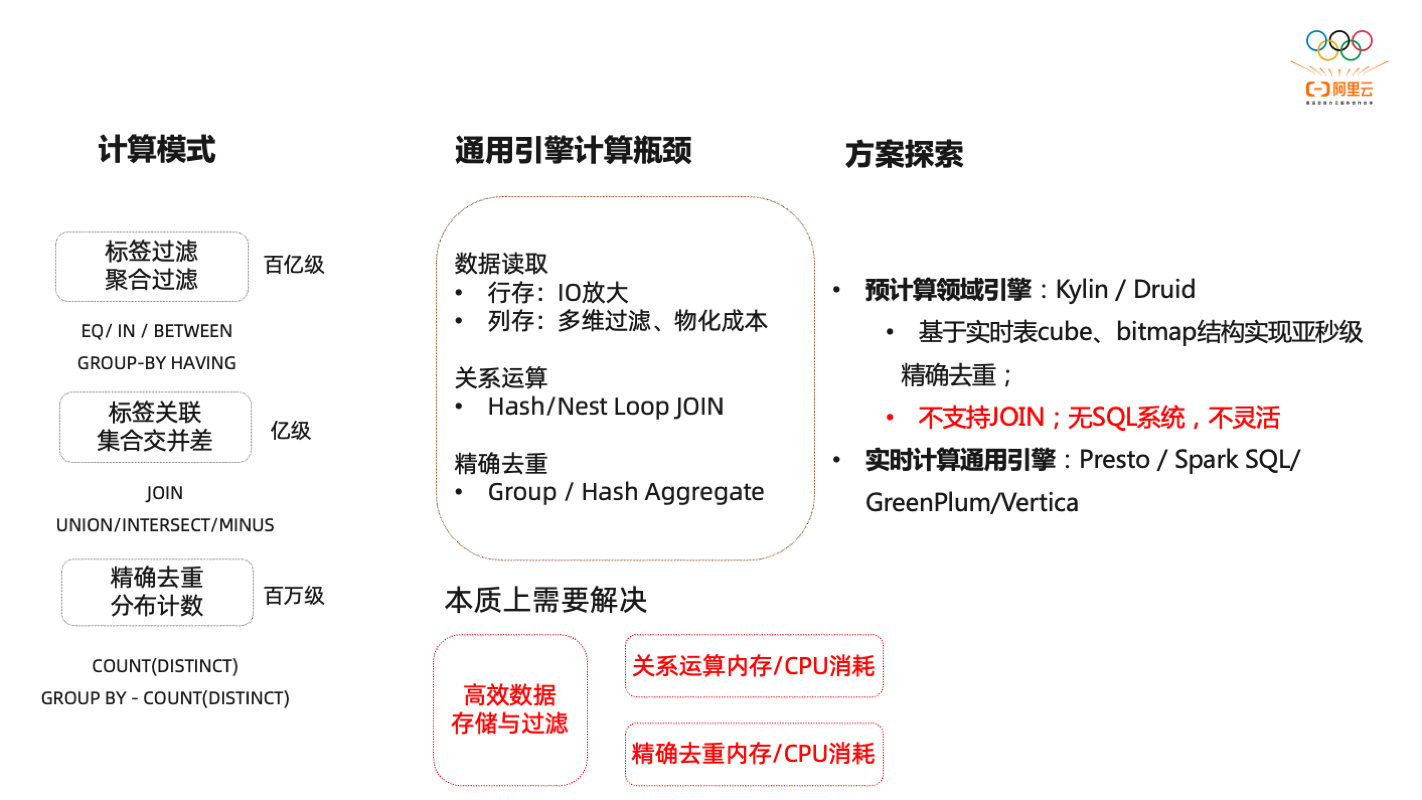 阿里云
计算模式
标签过滤
聚合过滤
百亿级
EQ/ IN / BETWEEN
GROUP-BY HAVING
标签关联
集合交并差
亿级
JOIN
UNION/INTERSECT/MINUS
精确去重
分布计数
百万级
COUNT(DISTINCT)
GROUP BY - COUNT(DISTINCT)
通用引擎计算瓶颈
数据读取
• 行存：IO放大
• 列存：多维过滤、物化成本
关系运算
• Hash/Nest Loop JOIN
精确去重
• Group / Hash Aggregate
本质上需要解决
高效数据
存储与过滤
关系运算内存/CPU消耗
精确去重内存/CPU消耗
方案探索
• 预计算领域引擎：Kylin / Druid
• 基于实时表cube、bitmap结构实现亚秒级
精确去重；
• 不支持JOIN；无SQL系统，不灵活
• 实时计算通用引擎：Presto / Spark SQL/
GreenPlum/Vertica